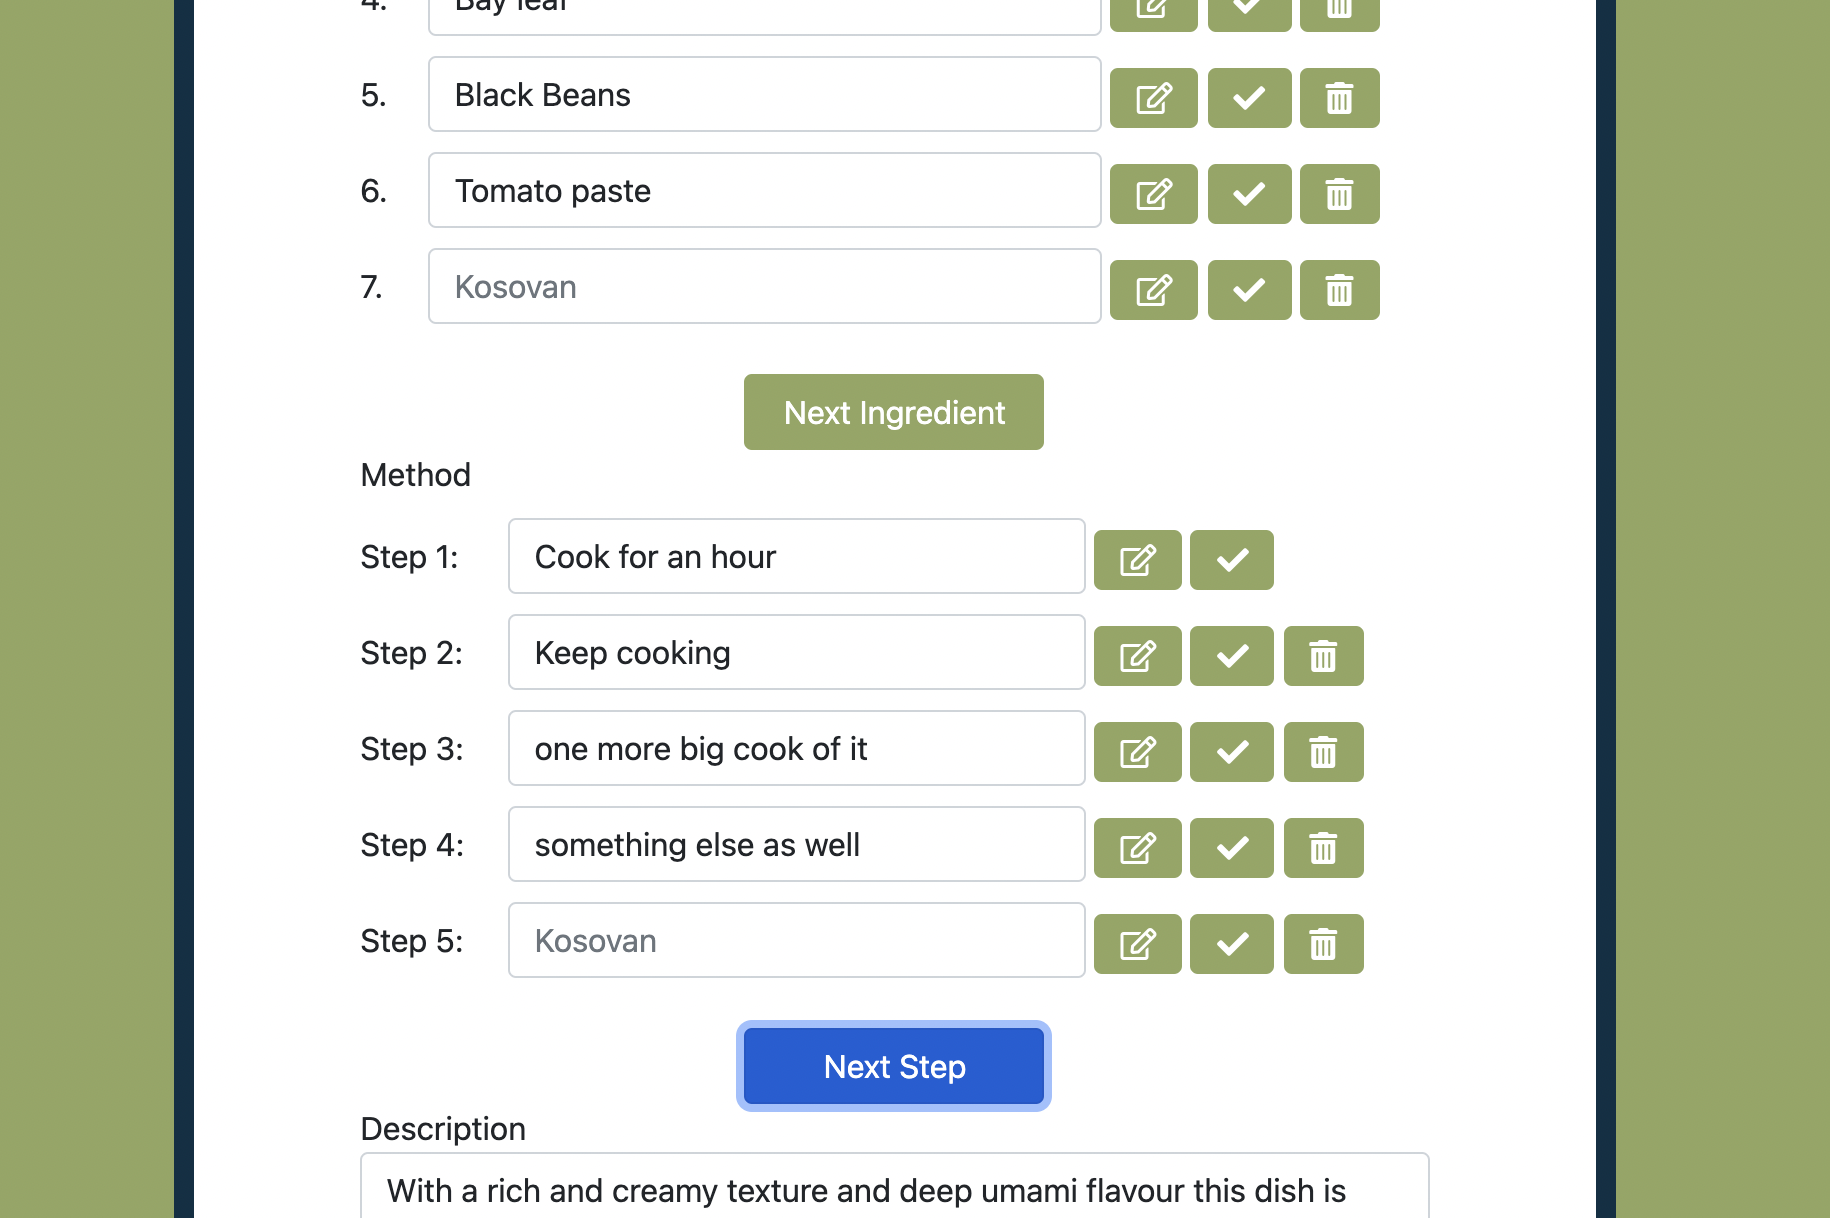 4. Bay leaf
5. Black Beans
6. Tomato paste
7. Kosovan
Next Ingredient
Method
Step 1: Cook for an hour
Step 2: Keep cooking
Step 3: one more big cook of it
Step 4: something else as well
Step 5: Kosovan
Next Step
Description
With a rich and creamy texture and deep umami flavour this dish is